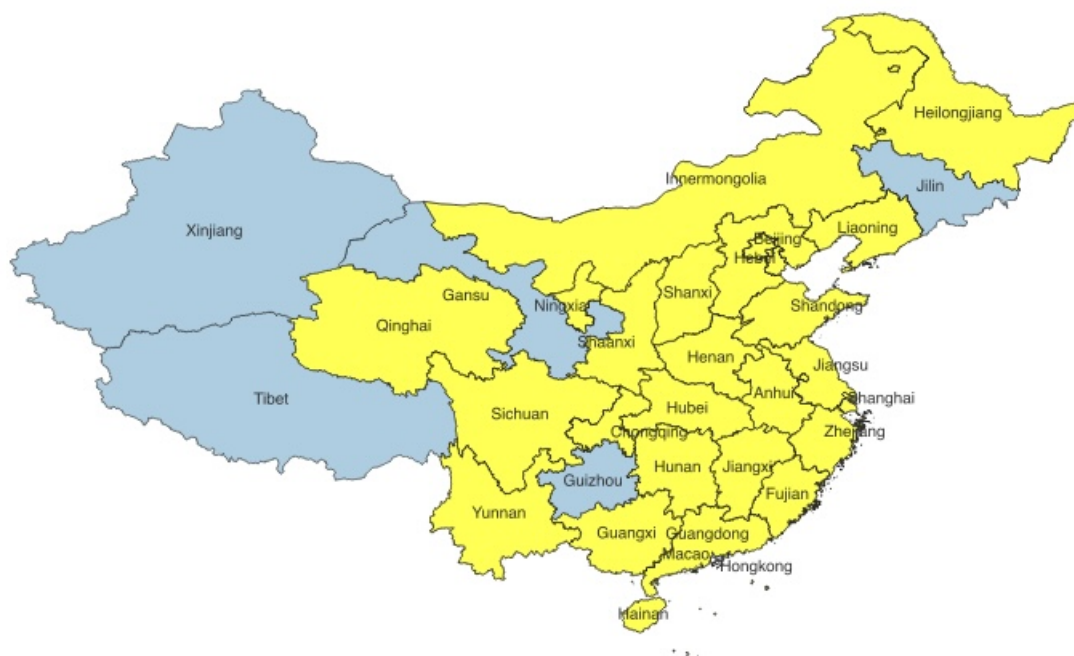 Heilongjiang
Innermongolia
Jilin
Xinjiang
Liaoning
Beijing
Hebei
Gansu
Ningxia
Shanxi
Shandong
Qinghai
Shaanxi
Henan
Jiangsu
Tibet
Anhui
Shanghai
Sichuan
Hubei
Chongqing
Zhejiang
Guizhou
Hunan
Jiangxi
Fujian
Yunnan
Guangxi
Guangdong
Macao
Hongkong
Hainan